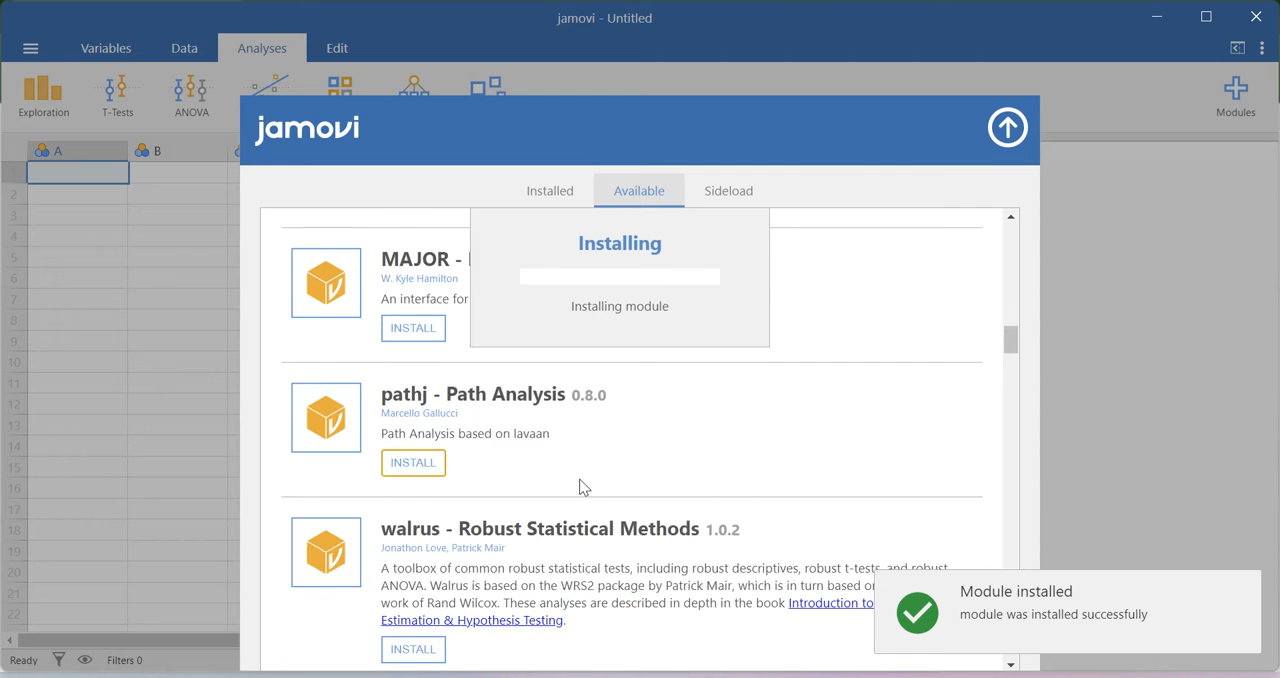 jamovi - Untitled
Variables
Data
Analyses
Edit
Exploration
T-Tests
ANOVA
Modules
jamovi
Installed
Available
Sideload
A
B
Installing
Installing module
MAJOR -
W. Kyle Hamilton
An interface for
INSTALL
pathj - Path Analysis 0.8.0
Marcello Gallucci
Path Analysis based on lavaan
INSTALL
walrus - Robust Statistical Methods 1.0.2
Jonathon Love, Patrick Mair
A toolbox of common robust statistical tests, including robust descriptives, robust t-tests, and robust
ANOVA. Walrus is based on the WRS2 package by Patrick Mair, which is in turn based on
work of Rand Wilcox. These analyses are described in depth in the book Introduction to
Estimation & Hypothesis Testing.
INSTALL
Module installed
module was installed successfully
2
3
4
5
6
7
8
9
10
11
12
13
14
15
16
17
18
19
20
21
22
Ready
Filters 0